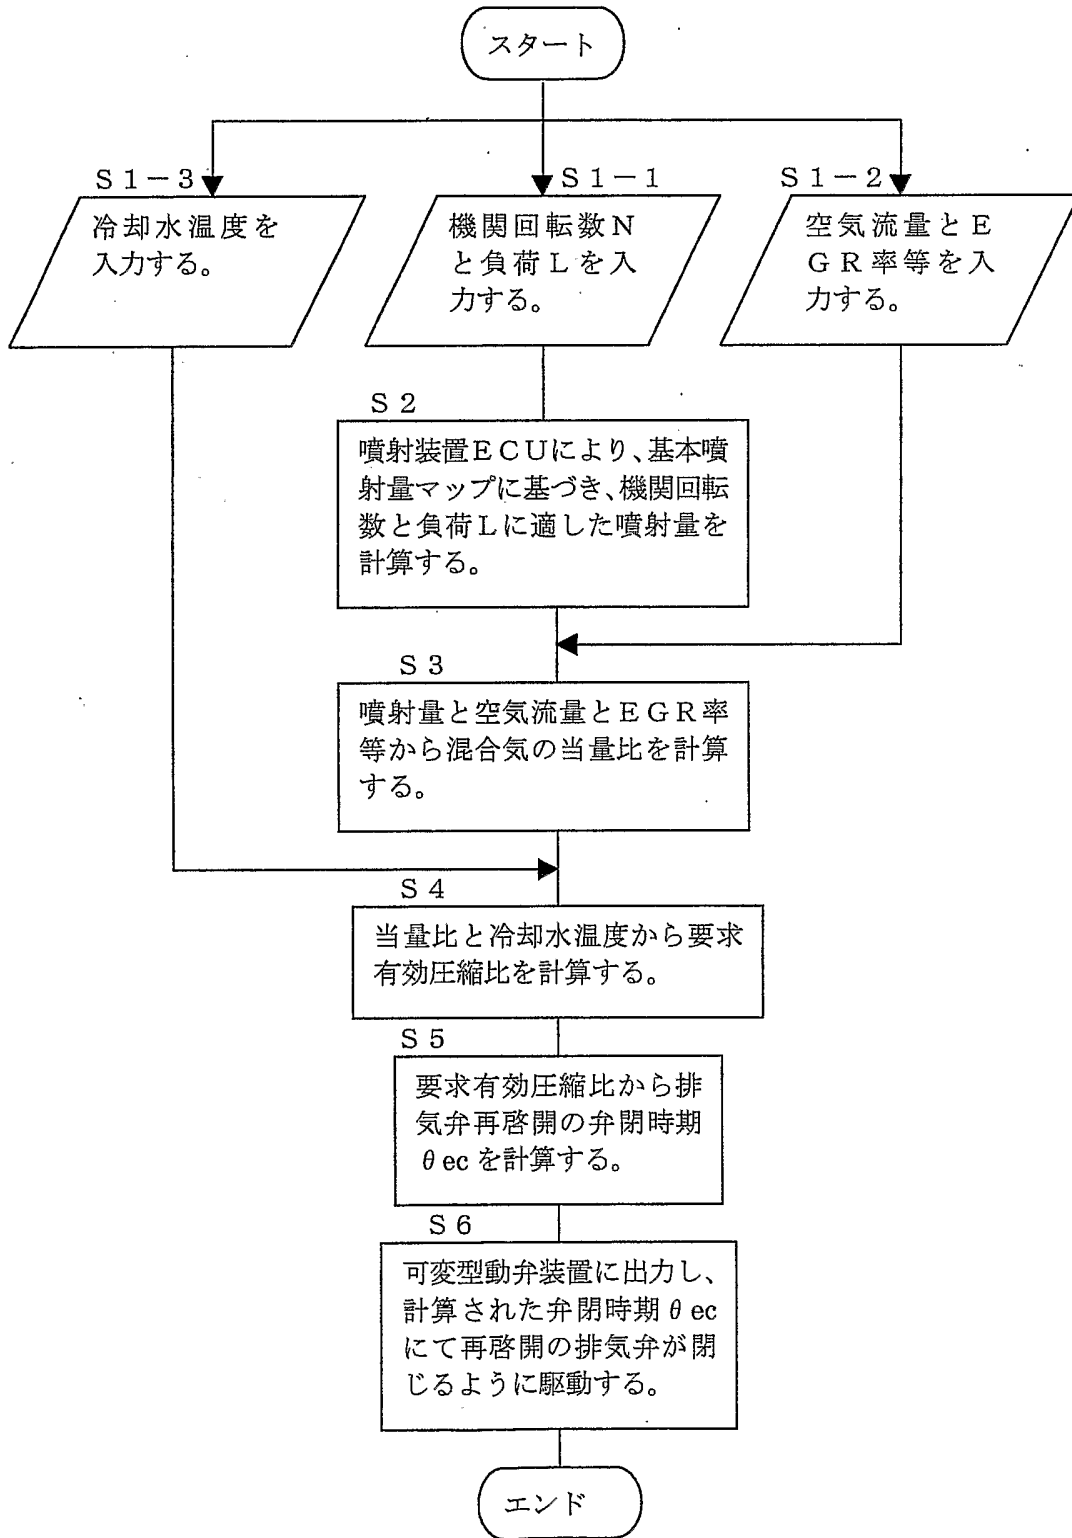 スタート
S1-3
冷却水温度を
入力する。
S1-1
機関回転数N
と負荷Lを入
力する。
S1-2
空気流量とE
GR率等を入
力する。
S2
噴射装置ECUにより、基本噴
射量マップに基づき、機関回転
数と負荷Lに適した噴射量を
計算する。
S3
噴射量と空気流量とEGR率
等から混合気の当量比を計算
する。
S4
当量比と冷却水温度から要求
有効圧縮比を計算する。
S5
要求有効圧縮比から排
気弁再啓開の弁閉時期
θecを計算する。
S6
可変型動弁装置に出力し、
計算された弁閉時期θec
にて再啓開の排気弁が閉
じるように駆動する。
エンド